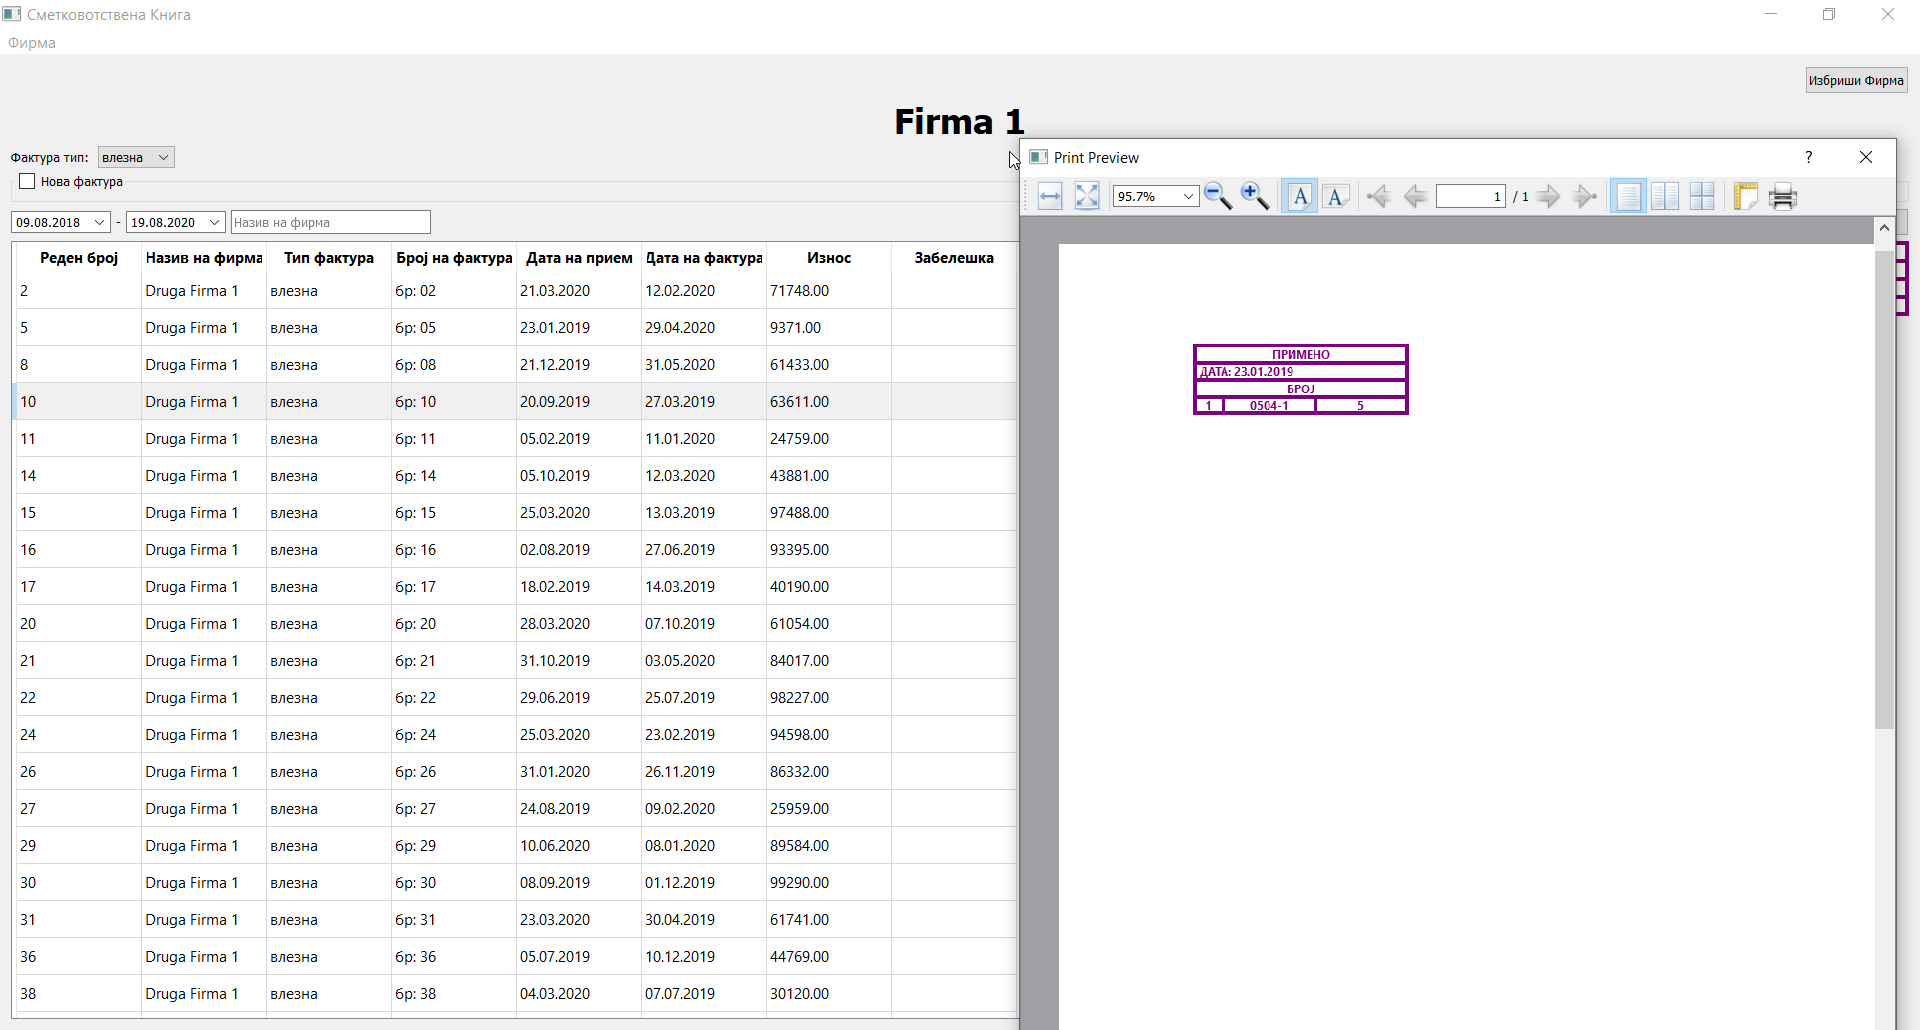 Сметковотствена Книга
Фирма
Избриши Фирма
Firma 1
Фактура тип: влезна
Нова фактура
09.08.2018 - 19.08.2020 Назив на фирма
Реден број Назив на фирма Тип фактура Број на фактура Дата на прием Дата на фактура Износ Забелешка
2 Druga Firma 1 влезна бр: 02 21.03.2020 12.02.2020 71748.00
5 Druga Firma 1 влезна бр: 05 23.01.2019 29.04.2020 9371.00
8 Druga Firma 1 влезна бр: 08 21.12.2019 31.05.2020 61433.00
10 Druga Firma 1 влезна бр: 10 20.09.2019 27.03.2019 63611.00
11 Druga Firma 1 влезна бр: 11 05.02.2019 11.01.2020 24759.00
14 Druga Firma 1 влезна бр: 14 05.10.2019 12.03.2020 43881.00
15 Druga Firma 1 влезна бр: 15 25.03.2020 13.03.2019 97488.00
16 Druga Firma 1 влезна бр: 16 02.08.2019 27.06.2019 93395.00
17 Druga Firma 1 влезна бр: 17 18.02.2019 14.03.2019 40190.00
20 Druga Firma 1 влезна бр: 20 28.03.2020 07.10.2019 61054.00
21 Druga Firma 1 влезна бр: 21 31.10.2019 03.05.2020 84017.00
22 Druga Firma 1 влезна бр: 22 29.06.2019 25.07.2019 98227.00
24 Druga Firma 1 влезна бр: 24 25.03.2020 23.02.2019 94598.00
26 Druga Firma 1 влезна бр: 26 31.01.2020 26.11.2019 86332.00
27 Druga Firma 1 влезна бр: 27 24.08.2019 09.02.2020 25959.00
29 Druga Firma 1 влезна бр: 29 10.06.2020 08.01.2020 89584.00
30 Druga Firma 1 влезна бр: 30 08.09.2019 01.12.2019 99290.00
31 Druga Firma 1 влезна бр: 31 23.03.2020 30.04.2019 61741.00
36 Druga Firma 1 влезна бр: 36 05.07.2019 10.12.2019 44769.00
38 Druga Firma 1 влезна бр: 38 04.03.2020 07.07.2019 30120.00
Print Preview ?
95.7% A A 1 / 1
ПРИМЕНО
ДАТА: 23.01.2019
БРОЈ
1 0504-1 5